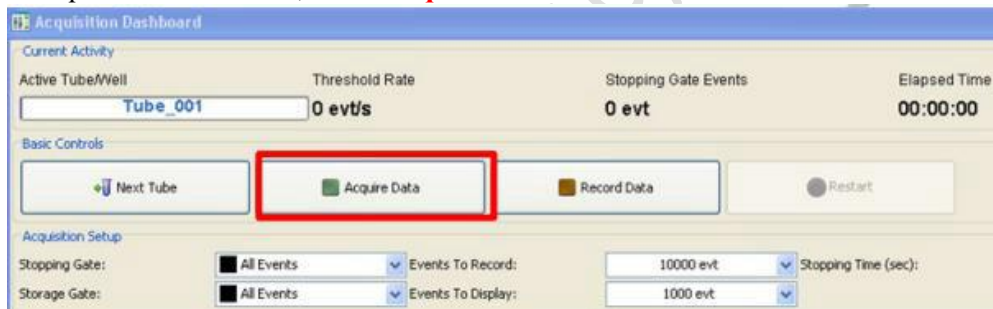 Acquisition Dashboard
Current Activity
Active Tube/Well Threshold Rate Stopping Gate Events Elapsed Time
Tube_001 0 evt/s 0 evt 00:00:00
Basic Controls
Next Tube Acquire Data Record Data Restart
Acquisition Setup
Stopping Gate: All Events Events To Record: 10000 evt Stopping Time (sec):
Storage Gate: All Events Events To Display: 1000 evt